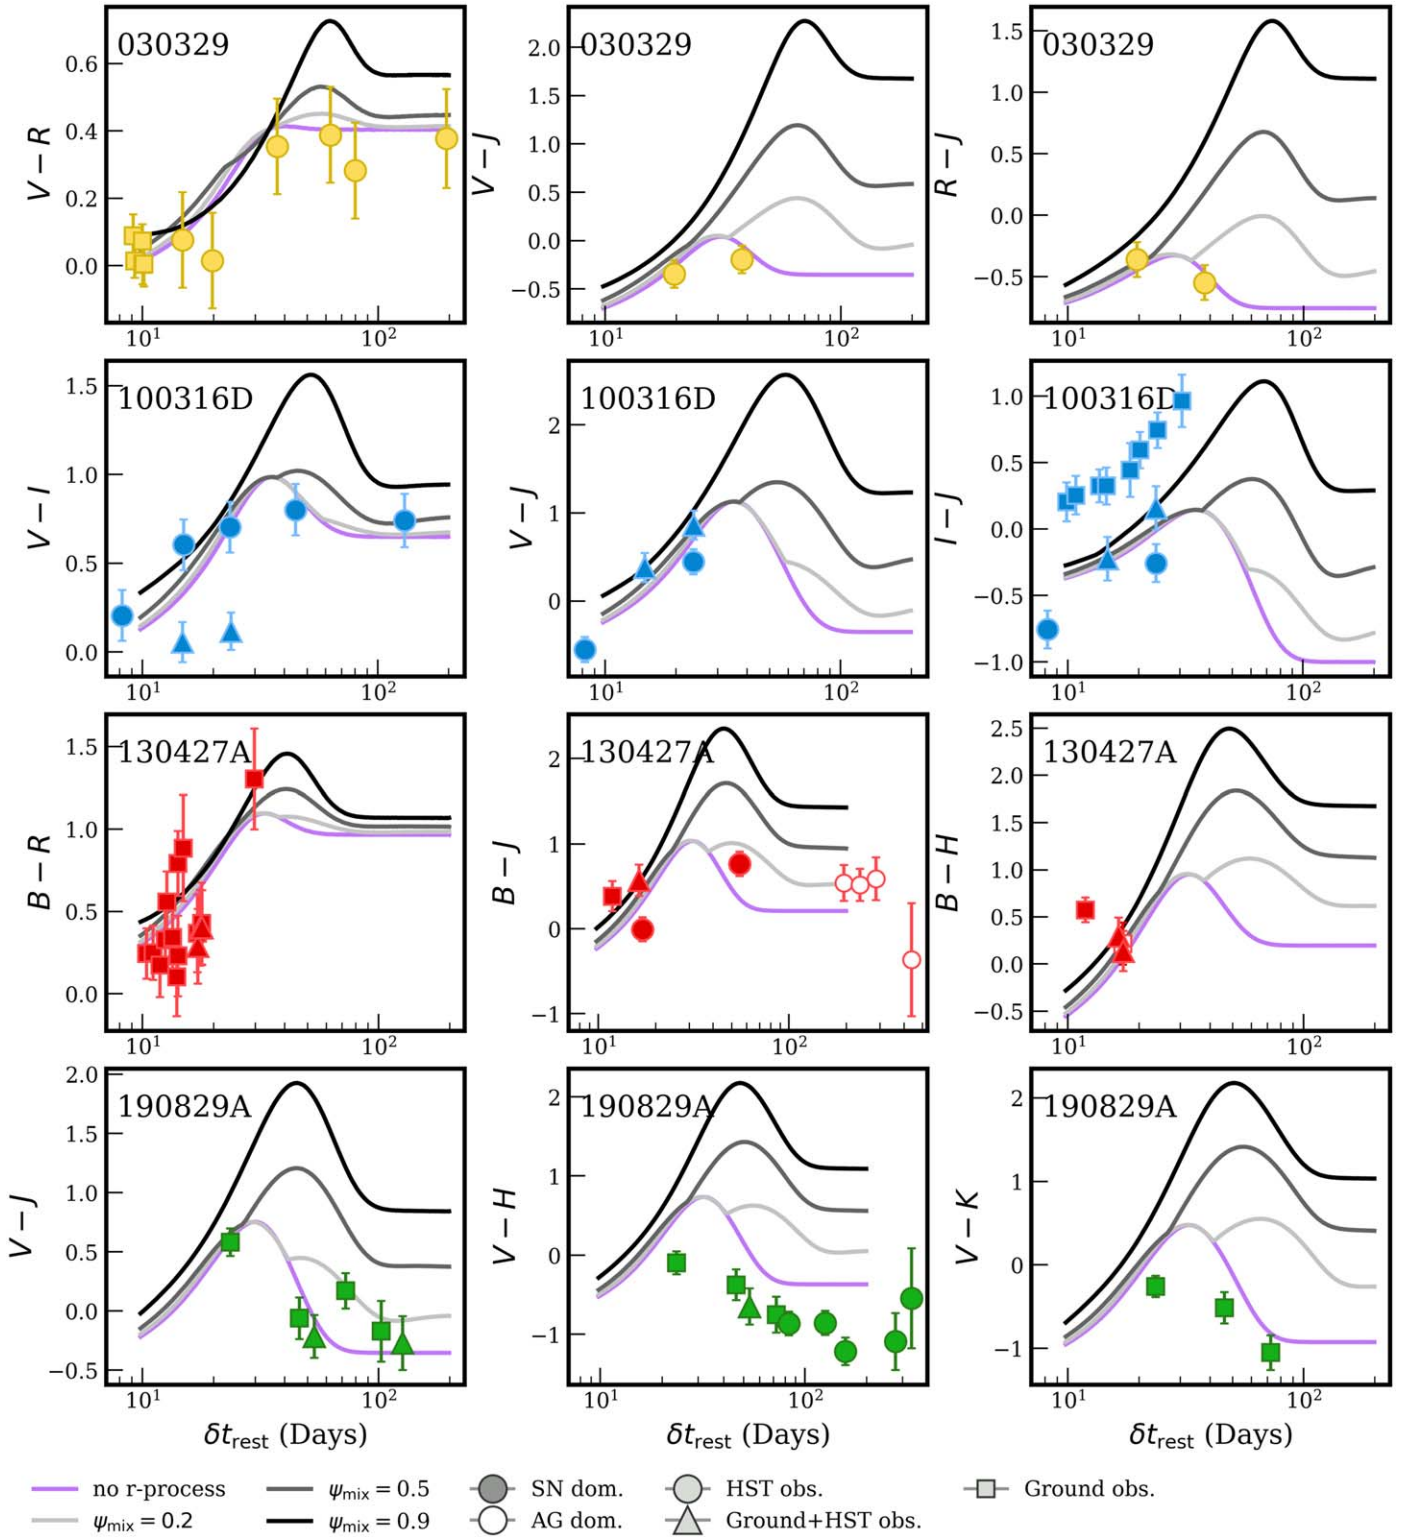 030329
V − R
0.6
0.4
0.2
0.0
10¹
10²
030329
V − J
2.0
1.5
1.0
0.5
0.0
−0.5
10¹
10²
030329
R − J
1.5
1.0
0.5
0.0
−0.5
10¹
10²
100316D
V − I
1.5
1.0
0.5
0.0
10¹
10²
100316D
V − J
2
1
0
10¹
10²
100316D
I − J
1.0
0.5
0.0
−0.5
−1.0
10¹
10²
130427A
B − R
1.5
1.0
0.5
0.0
10¹
10²
130427A
B − J
2
1
0
−1
10¹
10²
130427A
B − H
2.5
2.0
1.5
1.0
0.5
0.0
−0.5
10¹
10²
190829A
V − J
2.0
1.5
1.0
0.5
0.0
−0.5
10¹
10²
δt_rest (Days)
190829A
V − H
2
1
0
−1
10¹
10²
δt_rest (Days)
190829A
V − K
2
1
0
−1
10¹
10²
δt_rest (Days)
no r-process
ψ_mix = 0.2
ψ_mix = 0.5
ψ_mix = 0.9
SN dom.
AG dom.
HST obs.
Ground+HST obs.
Ground obs.